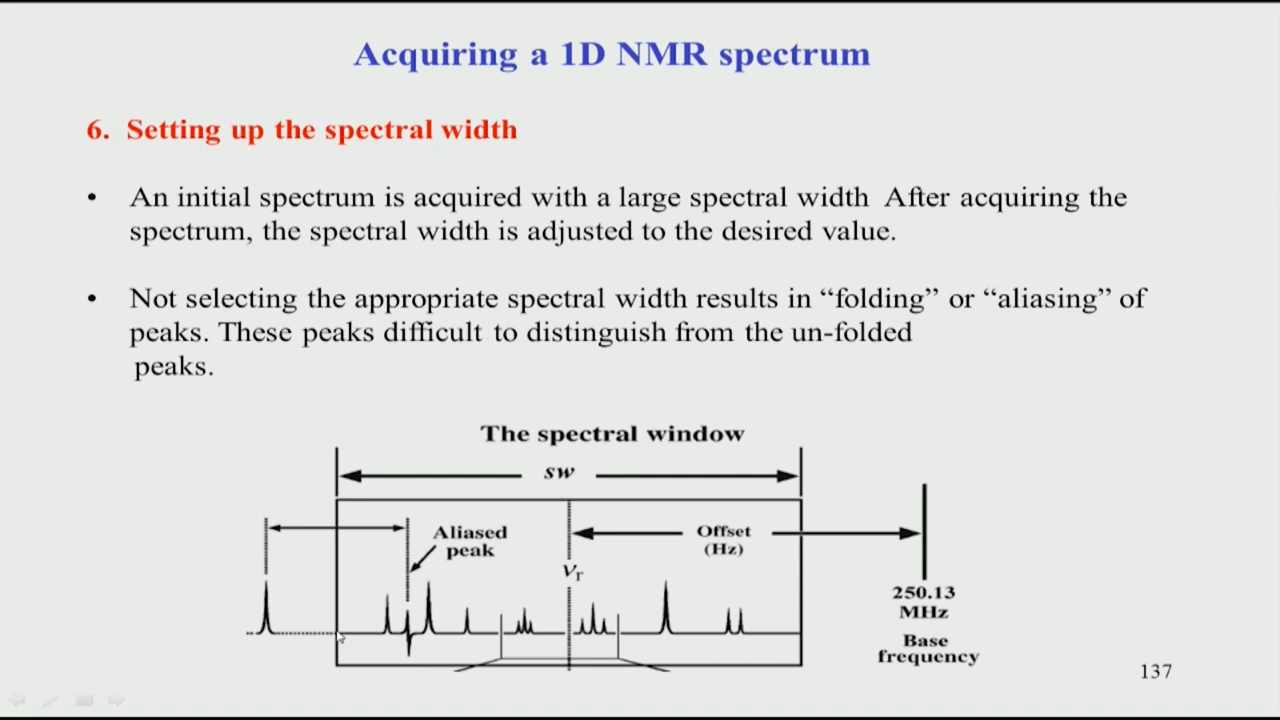 Acquiring a 1D NMR spectrum
6. Setting up the spectral width
• An initial spectrum is acquired with a large spectral width After acquiring the
spectrum, the spectral width is adjusted to the desired value.
• Not selecting the appropriate spectral width results in “folding” or “aliasing” of
peaks. These peaks difficult to distinguish from the un-folded
peaks.
The spectral window
sw
Aliased
peak
Offset
(Hz)
νr
250.13
MHz
Base
frequency
137